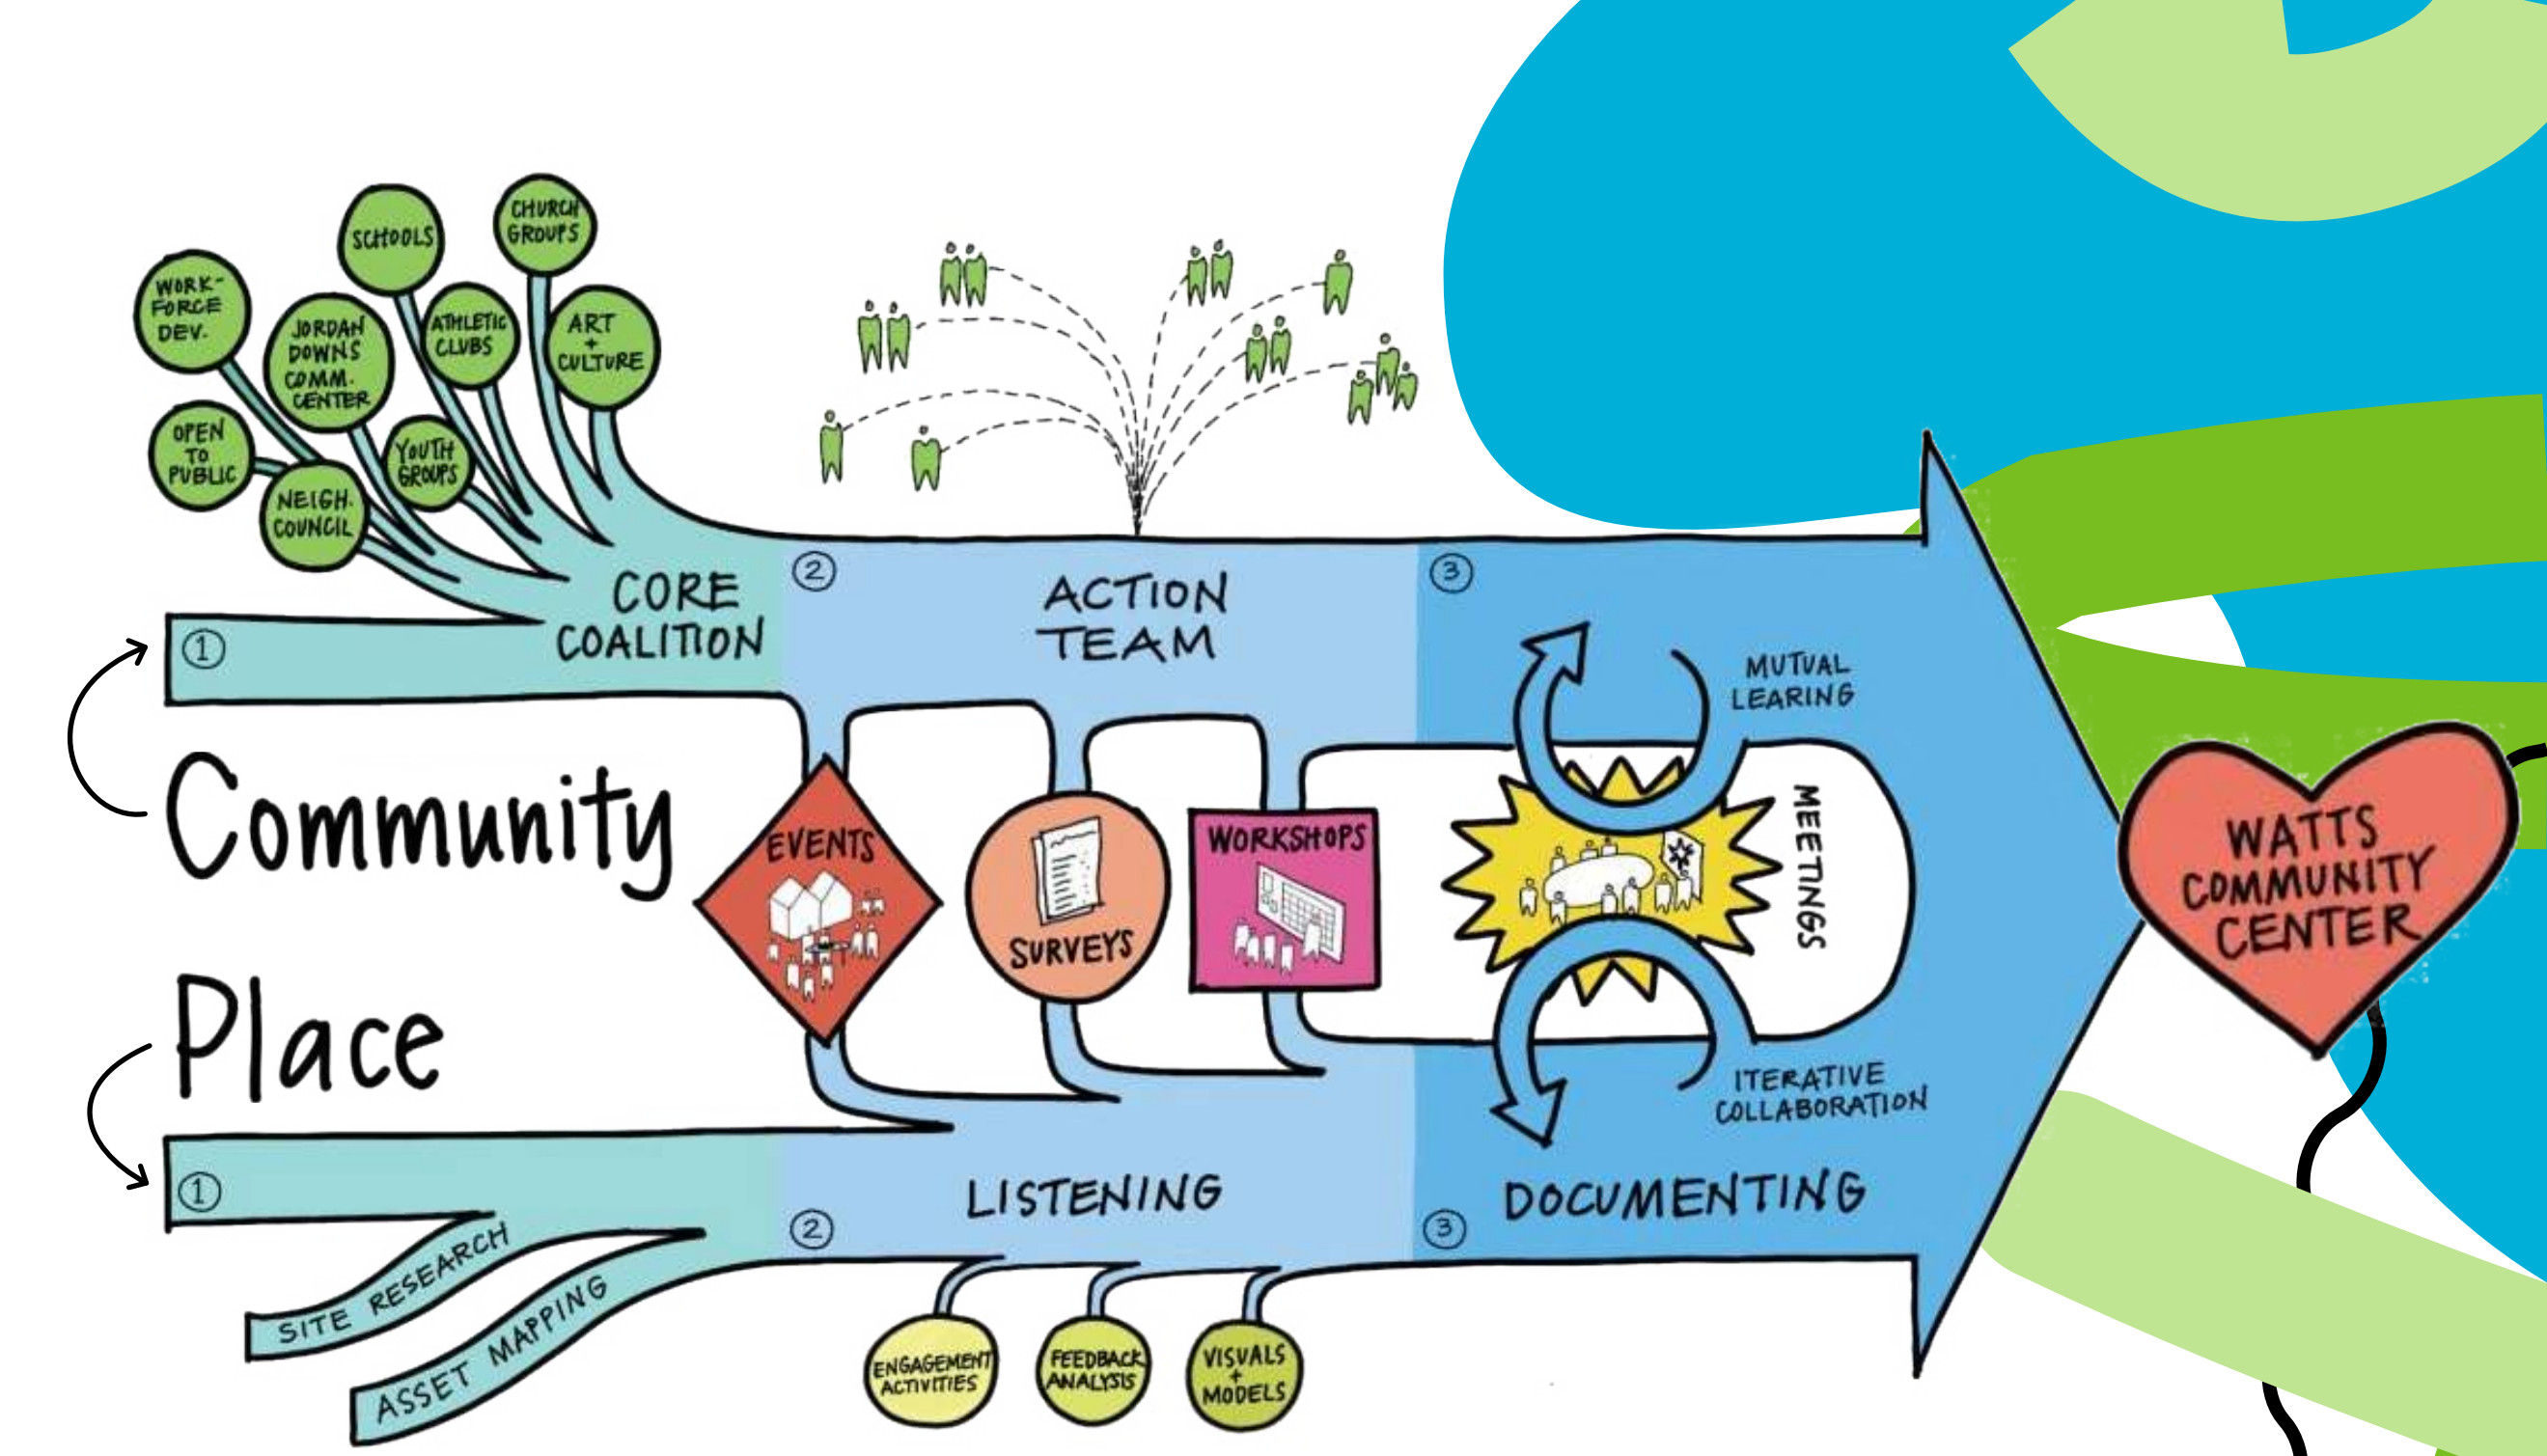 CHURCH
GROUPS
SCHOOLS
WORK-
FORCE
DEV.
JORDAN
DOWNS
COMM.
CENTER
ATHLETIC
CLUBS
ART
+
CULTURE
OPEN
TO
PUBLIC
YOUTH
GROUPS
NEIGH.
COUNCIL
1
CORE
COALITION
2
ACTION
TEAM
3
MUTUAL
LEARING
Community
EVENTS
SURVEYS
WORKSHOPS
MEETINGS
WATTS
COMMUNITY
CENTER
Place
ITERATIVE
COLLABORATION
1
LISTENING
2
DOCUMENTING
3
SITE RESEARCH
ASSET MAPPING
ENGAGEMENT
ACTIVITIES
FEEDBACK
ANALYSIS
VISUALS
+
MODELS